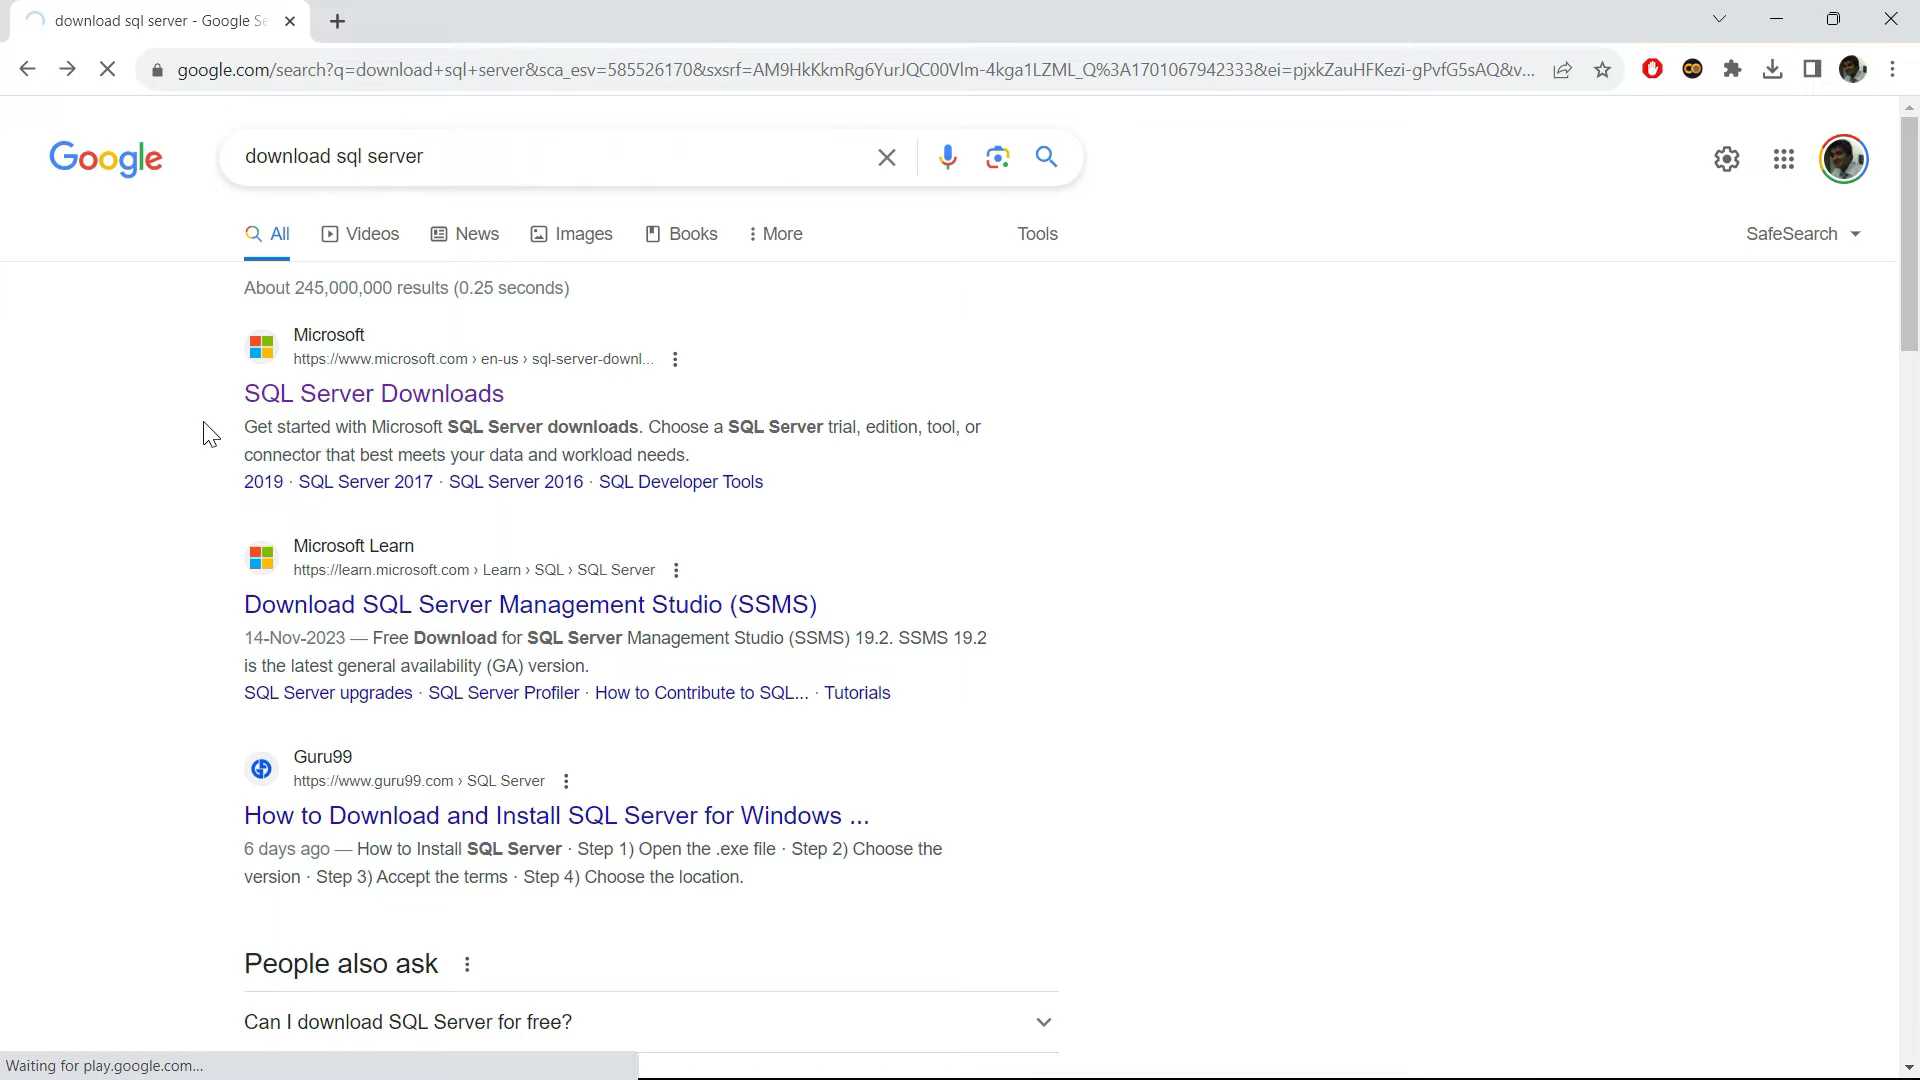 download sql server - Google Se
google.com/search?q=download+sql+server&sca_esv=585526170&sxsrf=AM9HkKkmRg6YurJQC00Vlm-4kga1LZML_Q%3A1701067942333&ei=pjxkZauHFKezi-gPvfG5sAQ&v...
Google
download sql server
All Videos News Images Books More Tools SafeSearch
About 245,000,000 results (0.25 seconds)
Microsoft
https://www.microsoft.com › en-us › sql-server-downl...
SQL Server Downloads
Get started with Microsoft SQL Server downloads. Choose a SQL Server trial, edition, tool, or
connector that best meets your data and workload needs.
2019 · SQL Server 2017 · SQL Server 2016 · SQL Developer Tools
Microsoft Learn
https://learn.microsoft.com › Learn › SQL › SQL Server
Download SQL Server Management Studio (SSMS)
14-Nov-2023 — Free Download for SQL Server Management Studio (SSMS) 19.2. SSMS 19.2
is the latest general availability (GA) version.
SQL Server upgrades · SQL Server Profiler · How to Contribute to SQL... · Tutorials
Guru99
https://www.guru99.com › SQL Server
How to Download and Install SQL Server for Windows ...
6 days ago — How to Install SQL Server · Step 1) Open the .exe file · Step 2) Choose the
version · Step 3) Accept the terms · Step 4) Choose the location.
People also ask
Can I download SQL Server for free?
Waiting for play.google.com...